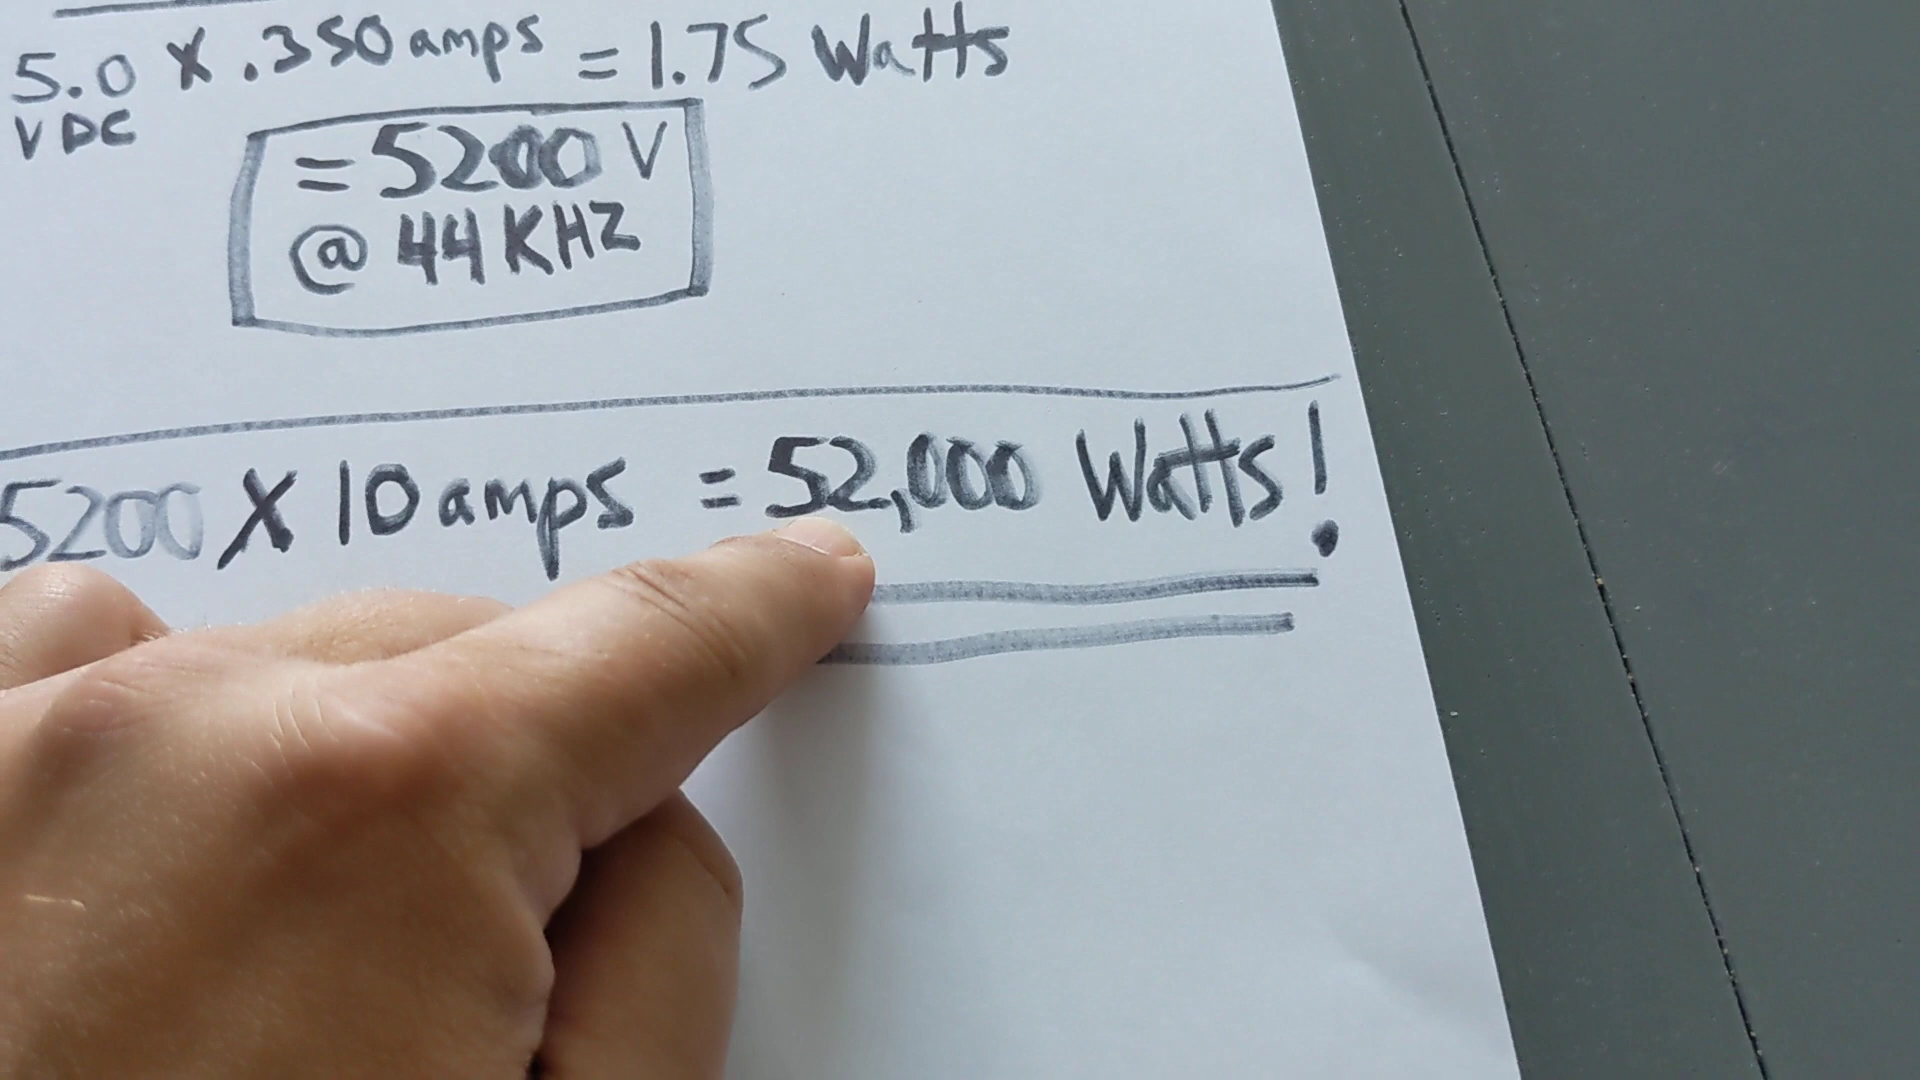 5.0 X .350 amps = 1.75 Watts
VDC
= 5200 V
@ 44 KHZ
5200 X 10 amps = 52,000 Watts!